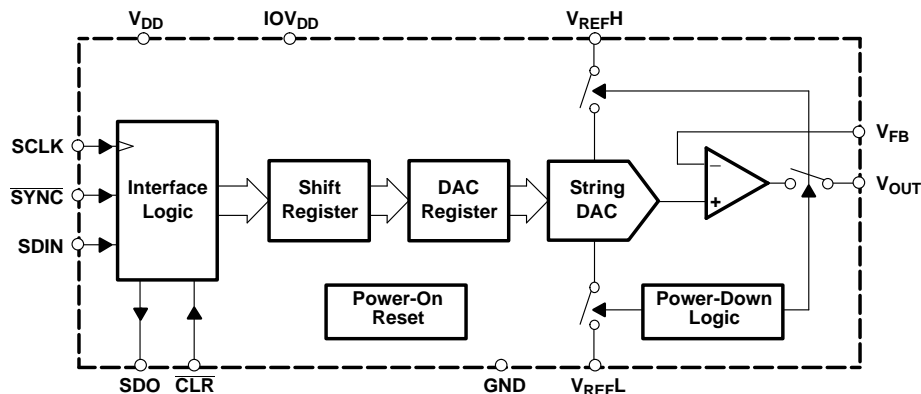 VDD
IOVDD
VREFH
SCLK
SYNC
SDIN
Interface
Logic
Shift
Register
DAC
Register
String
DAC
−
+
VFB
VOUT
Power-On
Reset
Power-Down
Logic
SDO
CLR
GND
VREFL